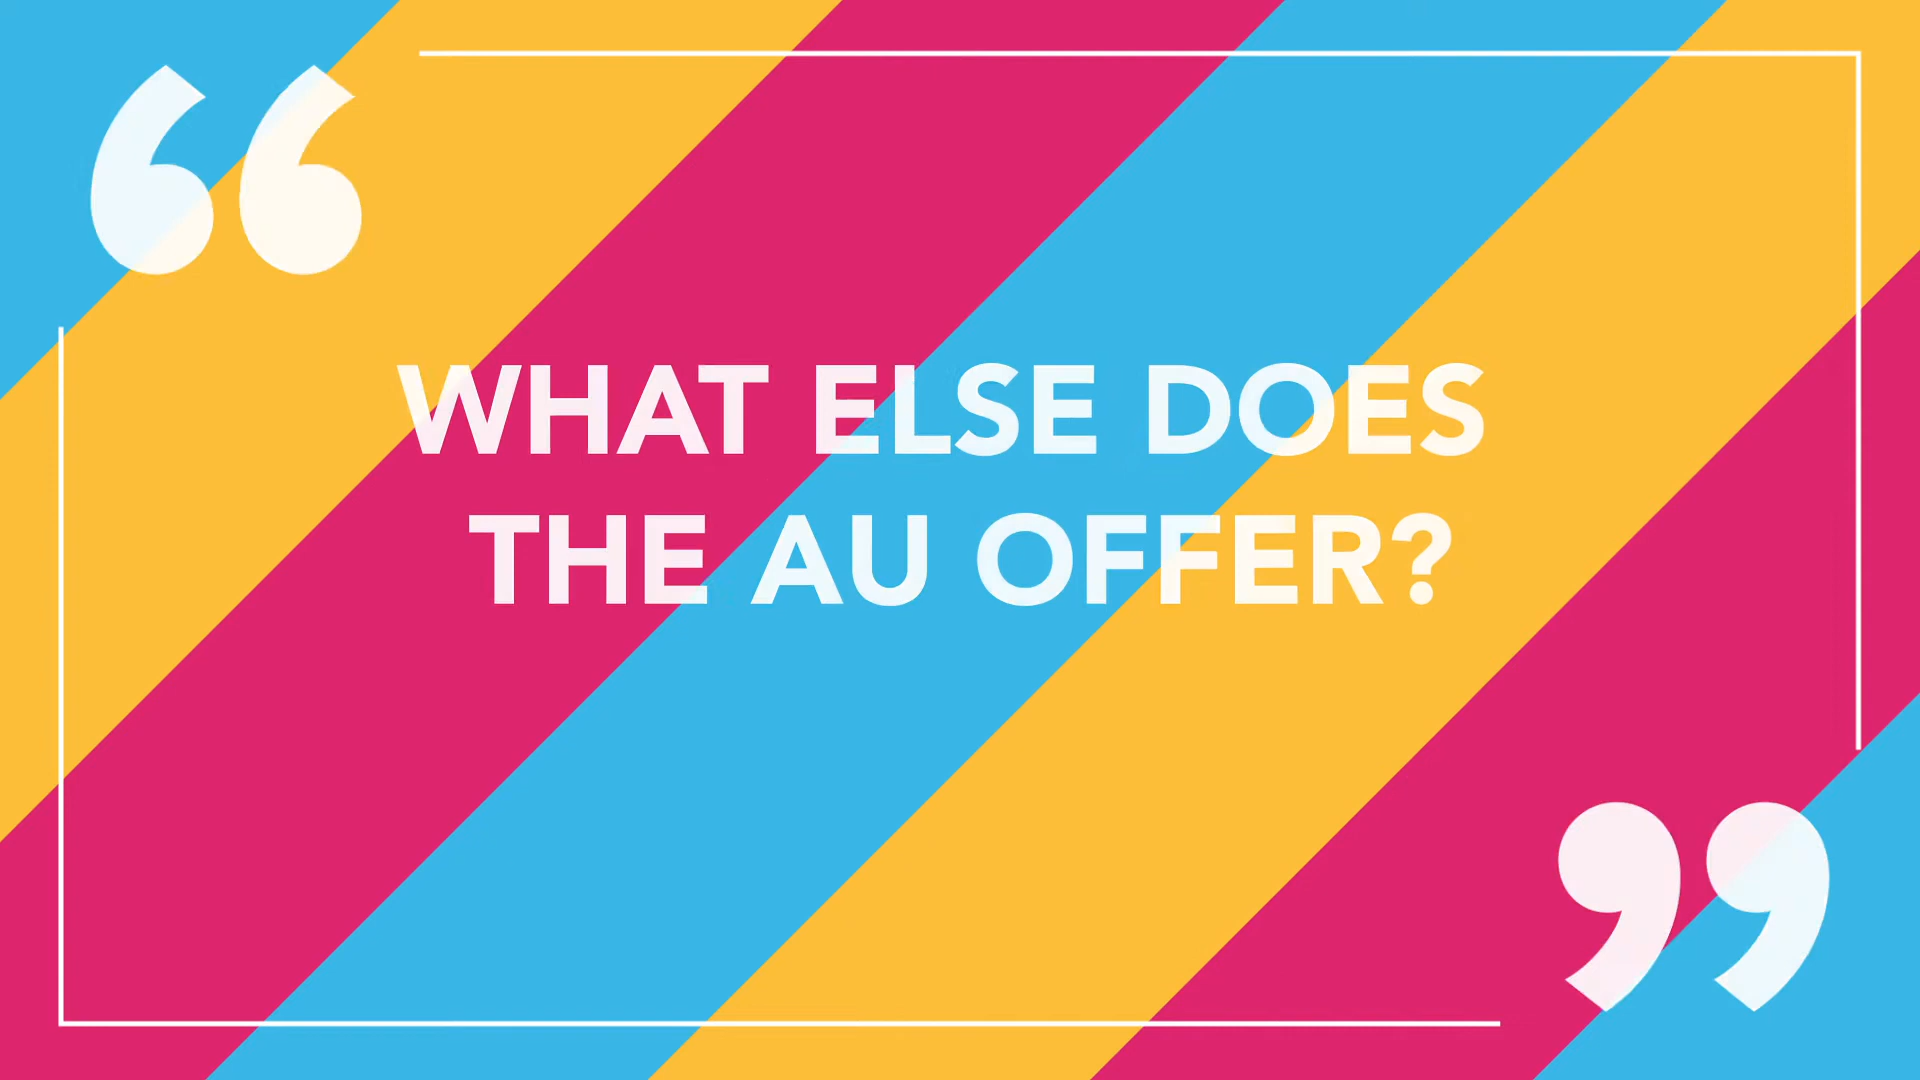 “
WHAT ELSE DOES
THE AU OFFER?
”